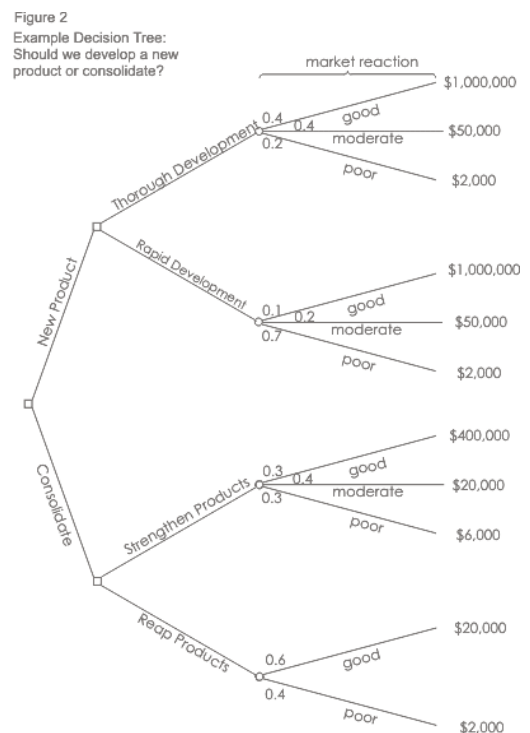 Figure 2
Example Decision Tree:
Should we develop a new
product or consolidate?
market reaction
$1,000,000
0.4
good
Thorough Development
0.4
$50,000
moderate
0.2
poor
$2,000
New Product
Rapid Development
$1,000,000
0.1
good
0.2
$50,000
moderate
0.7
poor
$2,000
$400,000
0.3
good
Consolidate
Strengthen Products
0.4
$20,000
moderate
0.3
poor
$6,000
Reap Products
$20,000
0.6
good
0.4
poor
$2,000